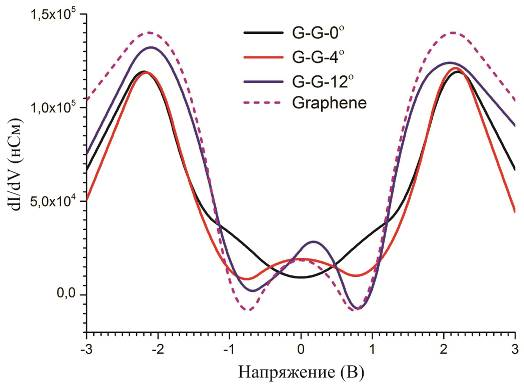 1,5x10⁵
1,0x10⁵
5,0x10⁴
0,0
dI/dV (нСм)
G-G-0°
G-G-4°
G-G-12°
Graphene
-3 -2 -1 0 1 2 3
Напряжение (В)